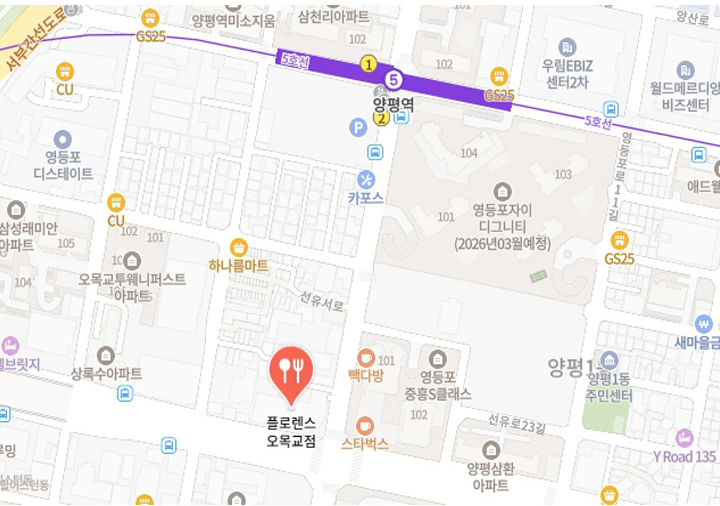 서부간선도로
양평역미소지움
GS25
삼천리아파트
102
102
양산로
5호선
1
5
양평역
2
GS25
우림EBIZ
센터2차
월드메르디앙
비즈센터
5호선
CU
영등포
디스테이트
P
카포스
104
103
101
영등포자이
디그니티
(2026년03월예정)
영등포로11길
애드웰
GS25
CU
삼성래미안
아파트
105
104
102
101
오목교투웨니퍼스트
아파트
하나름마트
선유서로
상록수아파트
플로렌스
오목교점
빽다방
101
영등포
중흥S클래스
102
스타벅스
선유로23길
양평삼환
아파트
양평1
양평1동
주민센터
새마을금
Y Road 135
GS25